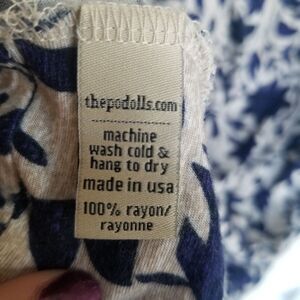 thepodolls.com
machine
wash cold &
hang to dry
made in usa
100% rayon/
rayonne